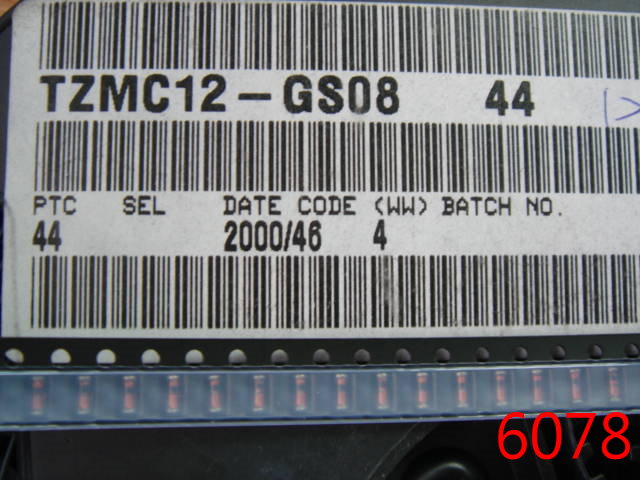 TZMC12-GS08 44
PTC SEL DATE CODE (WW) BATCH NO.
44 2000/46 4
6078